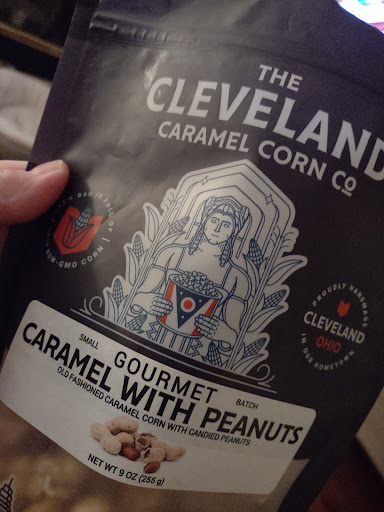 THE
CLEVELAND
CARAMEL CORN CO
NON-GMO CORN
PROUDLY HANDMADE
CLEVELAND
OHIO
IN OUR HOMETOWN
SMALL GOURMET BATCH
CARAMEL WITH PEANUTS
OLD FASHIONED CARAMEL CORN WITH CANDIED PEANUTS
NET WT 9 OZ (255 g)